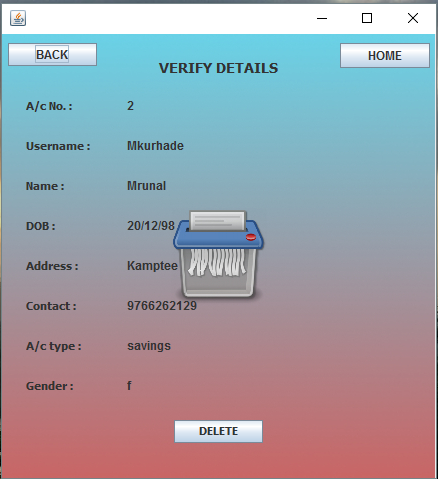 BACK
HOME
VERIFY DETAILS
A/c No. : 2
Username : Mkurhade
Name : Mrunal
DOB : 20/12/98
Address : Kamptee
Contact : 9766262129
A/c type : savings
Gender : f
DELETE